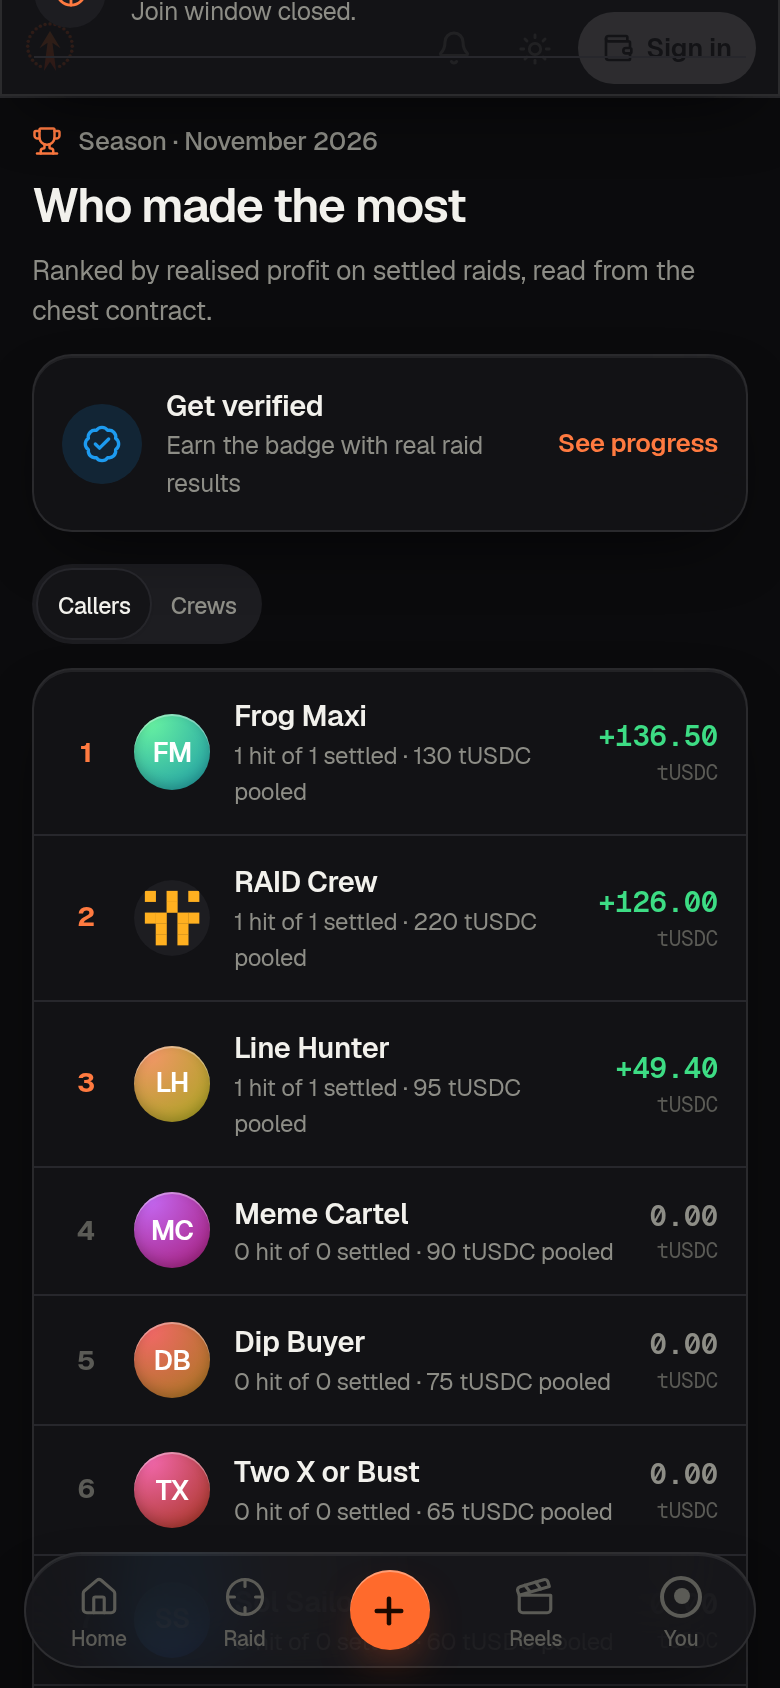 Join window closed.
Sign in
Season · November 2026
Who made the most
Ranked by realised profit on settled raids, read from the
chest contract.
Get verified
Earn the badge with real raid
results
See progress
Callers
Crews
1
FM
Frog Maxi
1 hit of 1 settled · 130 tUSDC
pooled
+136.50
tUSDC
2
RAID Crew
1 hit of 1 settled · 220 tUSDC
pooled
+126.00
tUSDC
3
LH
Line Hunter
1 hit of 1 settled · 95 tUSDC
pooled
+49.40
tUSDC
4
MC
Meme Cartel
0 hit of 0 settled · 90 tUSDC pooled
0.00
tUSDC
5
DB
Dip Buyer
0 hit of 0 settled · 75 tUSDC pooled
0.00
tUSDC
6
TX
Two X or Bust
0 hit of 0 settled · 65 tUSDC pooled
0.00
tUSDC
SS
60 tUSDC pooled
Home
Raid
Reels
You